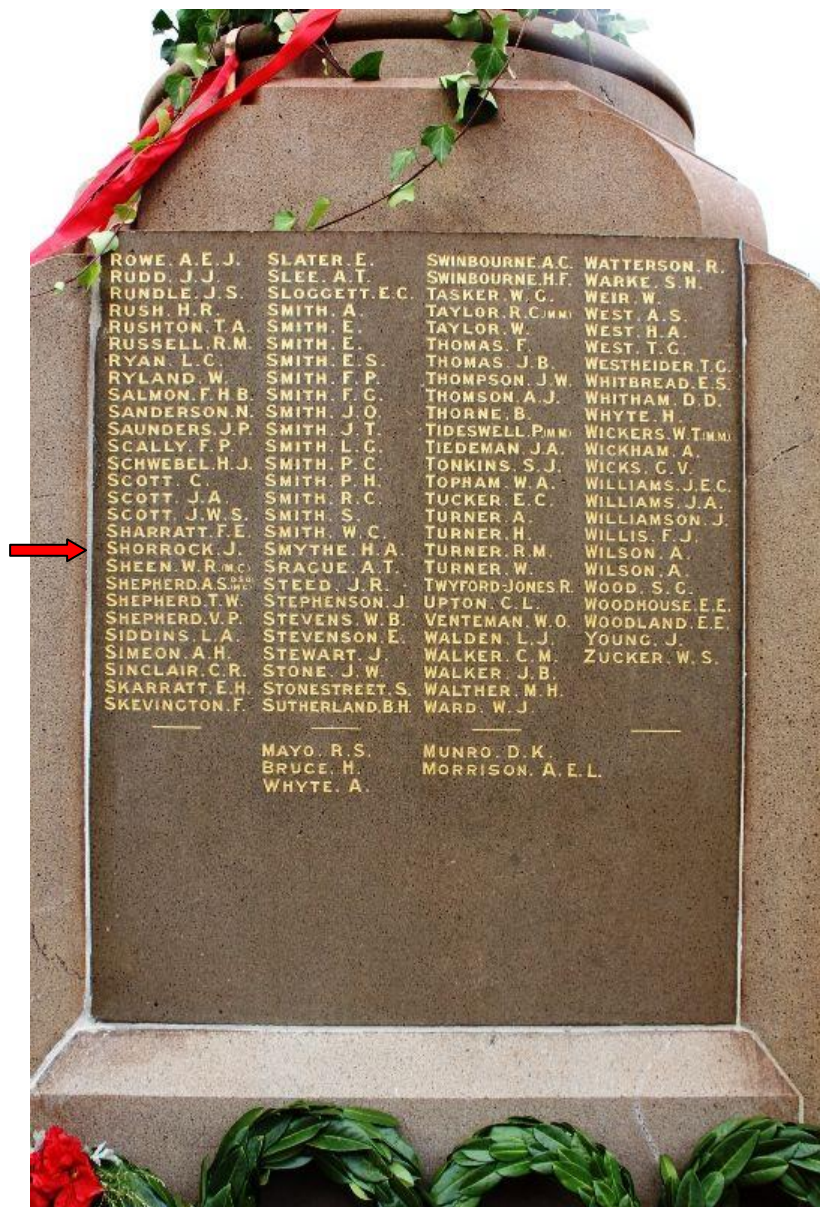 ROWE. A.E.J.
RUDD. J.J
RUNDLE. J.S.
RUSH. H.R.
RUSHTON. T.A.
RUSSELL. R.M.
RYAN. L.C.
RYLAND. W.
SALMON. F.H.B.
SANDERSON. N.
SAUNDERS. J.P.
SCALLY. F.P.
SCHWEBEL. H.J.
SCOTT. C.
SCOTT. J.A.
SCOTT. J.W.S.
SHARRATT. F.E.
SHORROCK. J.
SHEEN. W.R. (M.C.)
SHEPHERD. A.S. D.S.O. M.C.
SHEPHERD. T.W.
SHEPHERD. V.P.
SIDDINS. L.A.
SIMEON. A.H.
SINCLAIR. C.R.
SKARRATT. E.H.
SKEVINGTON. F.
SLATER. E.
SLEE. A.T.
SLOGGETT. E.C.
SMITH. A.
SMITH. E.
SMITH. E.
SMITH. E.S.
SMITH. F.P.
SMITH. F.G.
SMITH. J.O.
SMITH. J.T.
SMITH. L.G.
SMITH. P.C.
SMITH. P.H.
SMITH. R.C.
SMITH. S.
SMITH. W.C.
SMYTHE. H.A.
SPRAGUE. A.T.
STEED. J.R.
STEPHENSON. J.
STEVENS. W.B.
STEVENSON. E.
STEWART. J.
STONE. J.W.
STONESTREET. S.
SUTHERLAND. B.H.
SWINBOURNE. A.C.
SWINBOURNE. H.F.
TASKER. W.G.
TAYLOR. R.C. (M.M)
TAYLOR. W.
THOMAS. F.
THOMAS. J.B.
THOMPSON. J.W.
THOMSON. A.J.
THORNE. B.
TIDESWELL. P. (M.M)
TIEDEMAN. J.A.
TONKINS. S.J.
TOPHAM. W.A.
TUCKER. E.C.
TURNER. A.
TURNER. H.
TURNER. R.M.
TURNER. W.
TWYFORD-JONES. R.
UPTON. C.L.
VENTEMAN. W.O.
WALDEN. L.J.
WALKER. C.M.
WALKER. J.B.
WALTHER. M.H.
WARD. W.J
WATTERSON. R.
WARKE. S.H.
WEIR. W.
WEST. A.S.
WEST. H.A.
WEST. T.G.
WESTHEIDER. T.G.
WHITBREAD. E.S.
WHITHAM. D.D.
WHYTE. H.
WICKERS. W.T. (M.M)
WICKHAM. A.
WICKS. G.V.
WILLIAMS. J.E.C.
WILLIAMS. J.A.
WILLIAMSON. J.
WILLIS. F.J.
WILSON. A.
WILSON. A.
WOOD. S.G.
WOODHOUSE. E.E.
WOODLAND. E.E.
YOUNG. J.
ZUCKER. W.S.
MAYO. R.S.
BRUCE. H.
WHYTE. A.
MUNRO. D.K.
MORRISON. A.E.L.